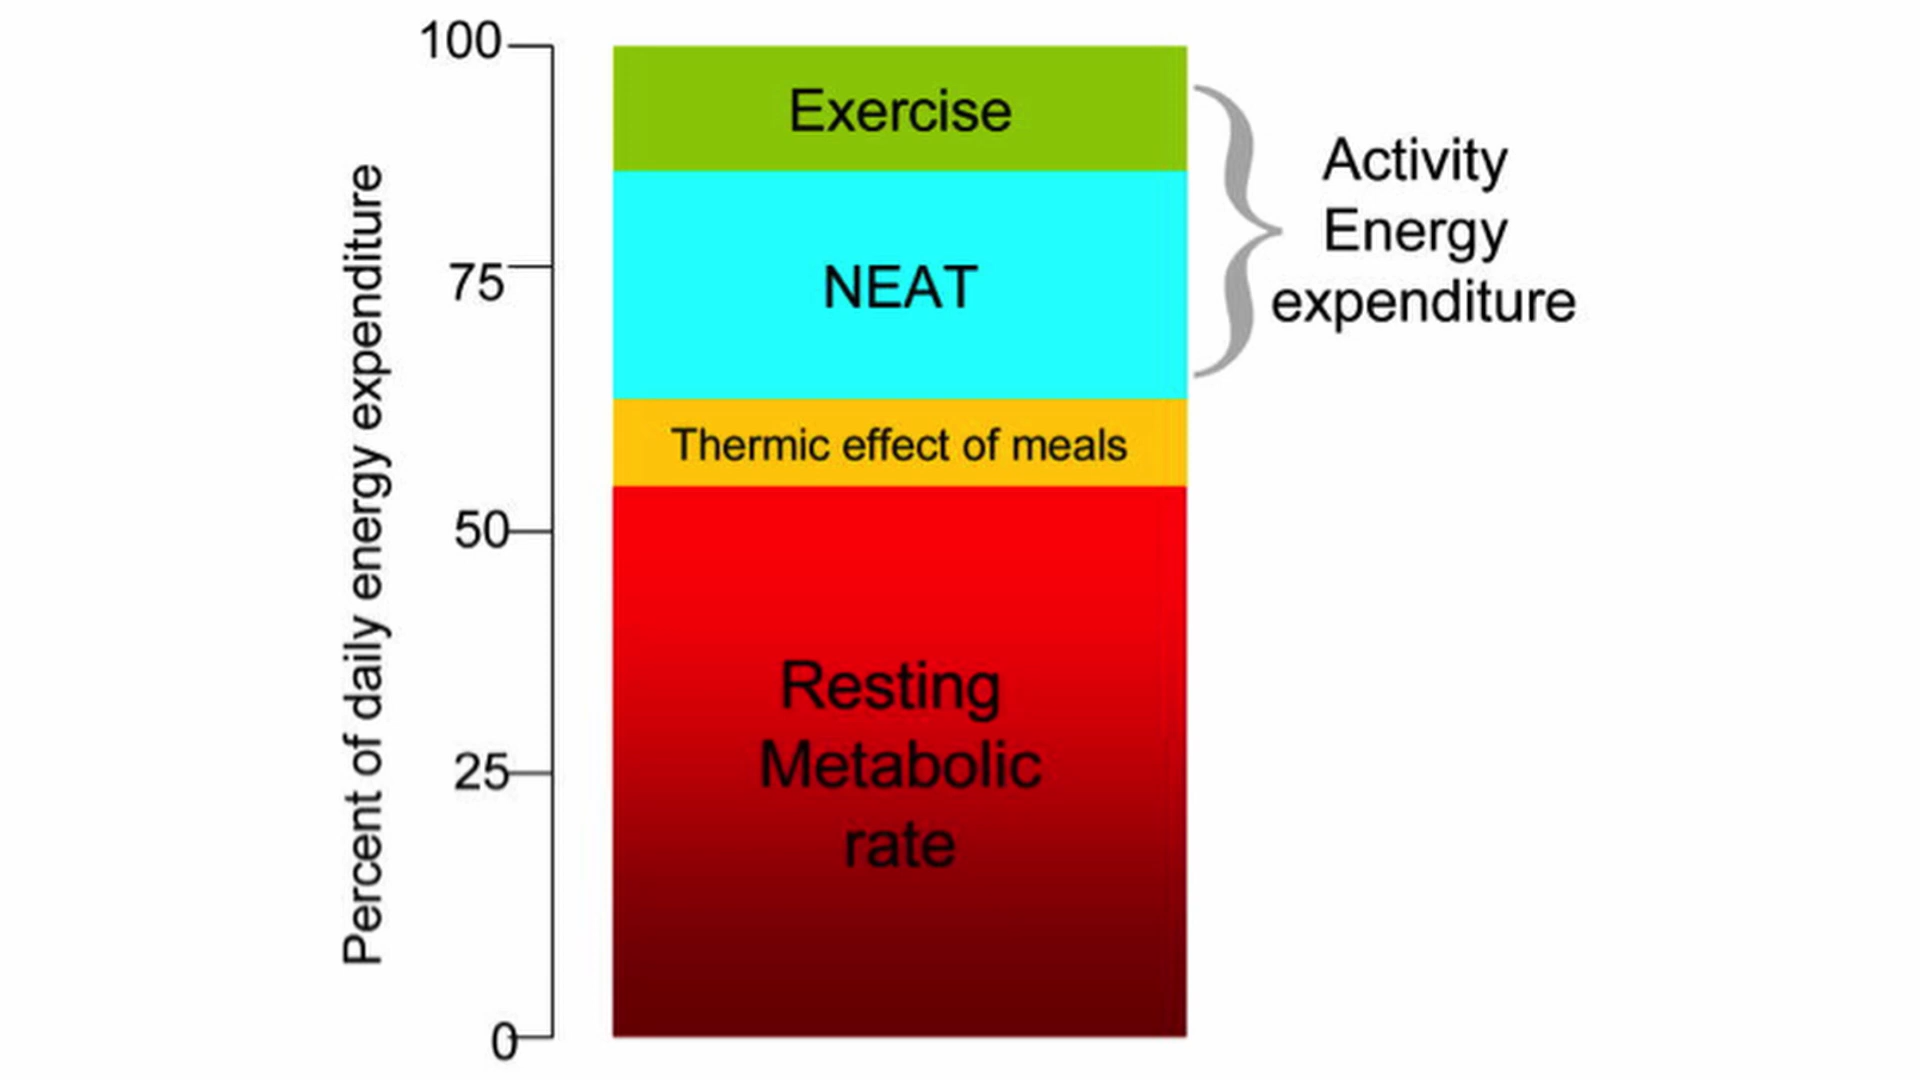 Percent of daily energy expenditure
100
75
50
25
0
Exercise
NEAT
Thermic effect of meals
Resting
Metabolic
rate
Activity
Energy
expenditure